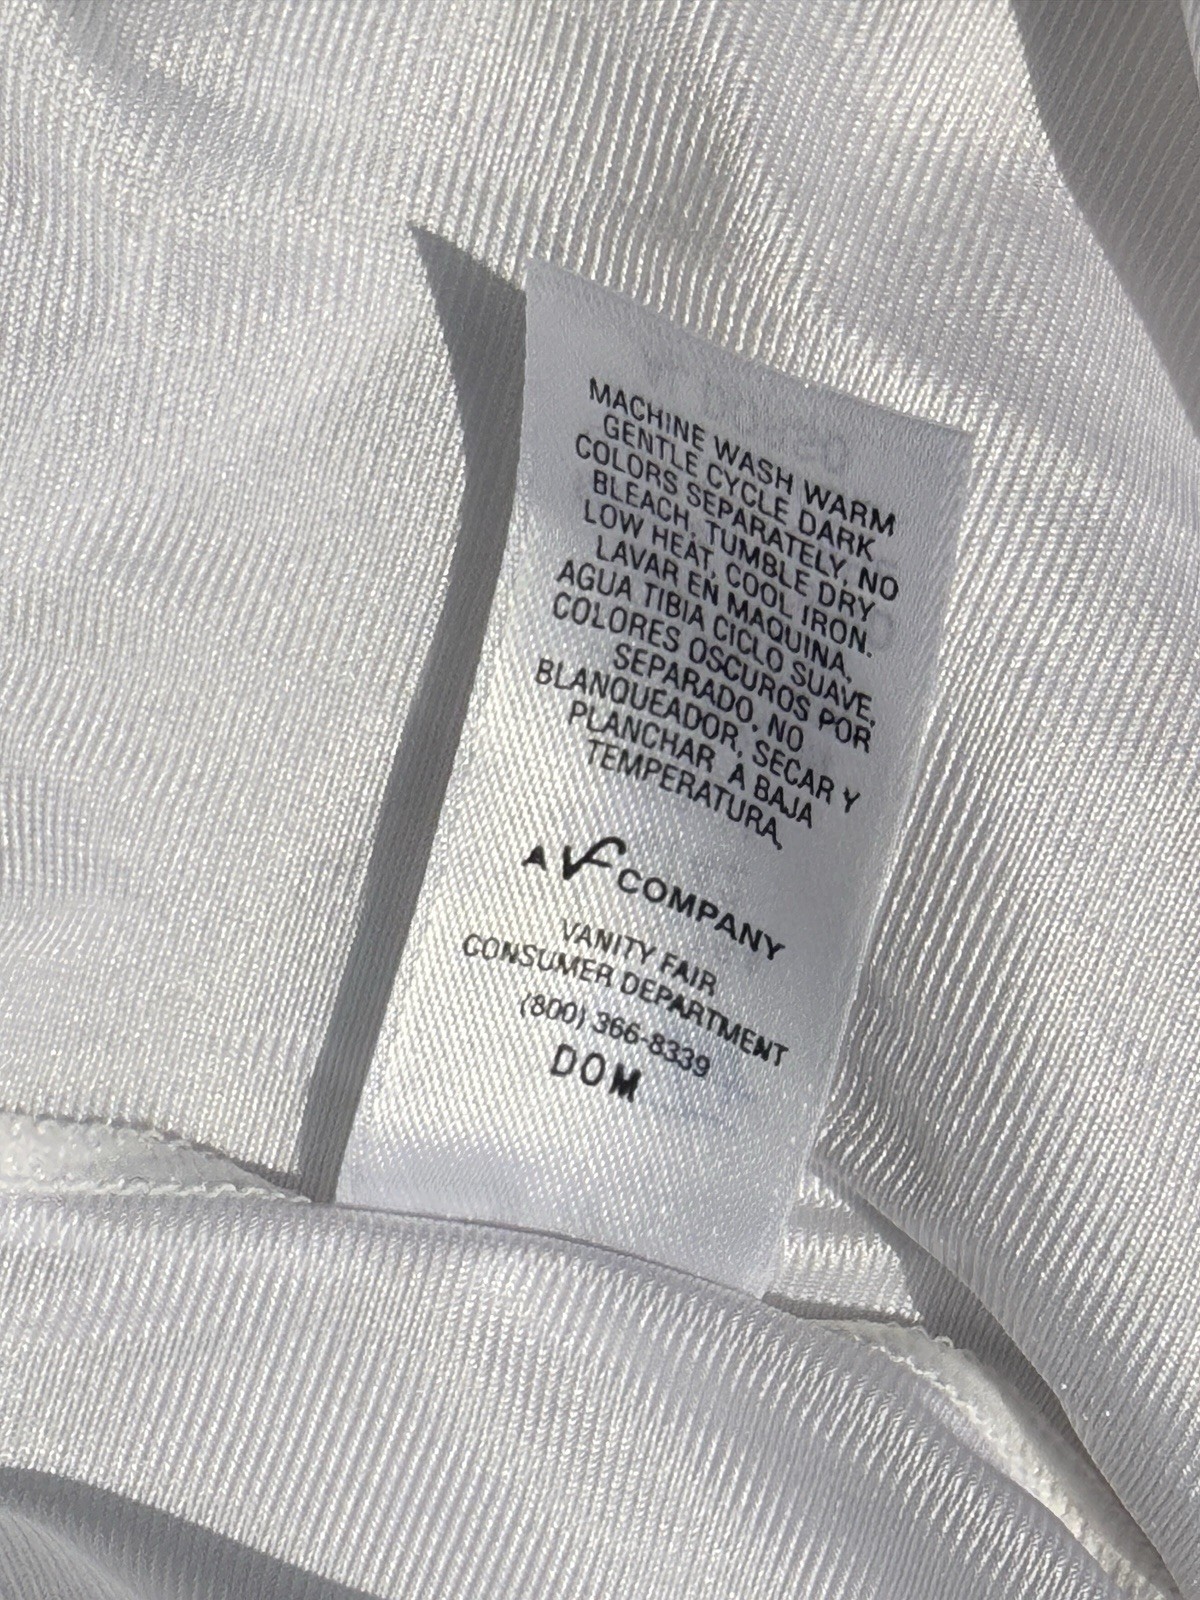 MACHINE WASH WARM
GENTLE CYCLE DARK
COLORS SEPARATELY, NO
BLEACH, TUMBLE DRY
LOW HEAT, COOL IRON.
LAVAR EN MAQUINA,
AGUA TIBIA CICLO SUAVE,
COLORES OSCUROS POR
SEPARADO, NO
BLANQUEADOR, SECAR Y
PLANCHAR A BAJA
TEMPERATURA,
A VF COMPANY
VANITY FAIR
CONSUMER DEPARTMENT
(800) 366-8339
DOM